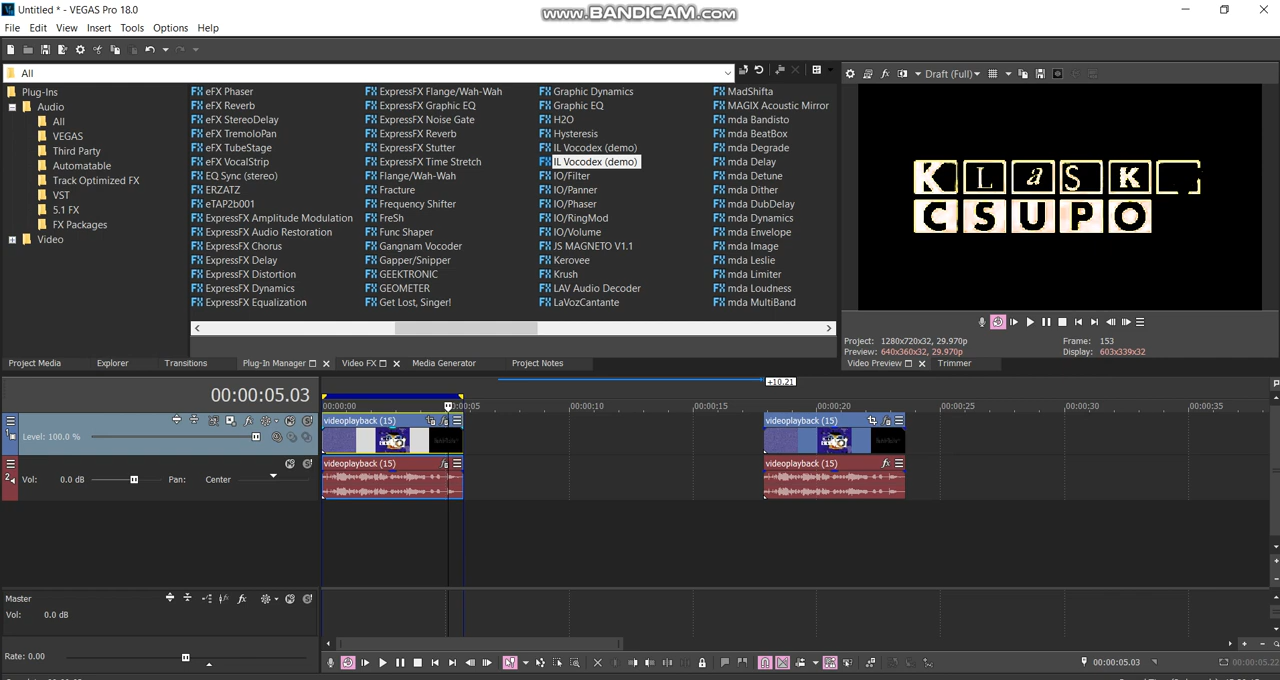 Untitled * - VEGAS Pro 18.0
www.BANDICAM.com
File Edit View Insert Tools Options Help
All
Plug-Ins
Audio
All
VEGAS
Third Party
Automatable
Track Optimized FX
VST
5.1 FX
FX Packages
Video
eFX Phaser
eFX Reverb
eFX StereoDelay
eFX TremoloPan
eFX TubeStage
eFX VocalStrip
EQ Sync (stereo)
ERZATZ
eTAP2b001
ExpressFX Amplitude Modulation
ExpressFX Audio Restoration
ExpressFX Chorus
ExpressFX Delay
ExpressFX Distortion
ExpressFX Dynamics
ExpressFX Equalization
ExpressFX Flange/Wah-Wah
ExpressFX Graphic EQ
ExpressFX Noise Gate
ExpressFX Reverb
ExpressFX Stutter
ExpressFX Time Stretch
Flange/Wah-Wah
Fracture
Frequency Shifter
FreSh
Func Shaper
Gangnam Vocoder
Gapper/Snipper
GEEKTRONIC
GEOMETER
Get Lost, Singer!
Graphic Dynamics
Graphic EQ
H2O
Hysteresis
IL Vocodex (demo)
IL Vocodex (demo)
IO/Filter
IO/Panner
IO/Phaser
IO/RingMod
IO/Volume
JS MAGNETO V1.1
Kerovee
Krush
LAV Audio Decoder
LaVozCantante
MadShifta
MAGIX Acoustic Mirror
mda Bandisto
mda BeatBox
mda Degrade
mda Delay
mda Detune
mda Dither
mda DubDelay
mda Dynamics
mda Envelope
mda Image
mda Leslie
mda Limiter
mda Loudness
mda MultiBand
Draft (Full)
KLaSK
CSUPO
Project: 1280x720x32, 29.970p
Frame: 153
Preview: 640x360x32, 29.970p
Display: 603x339x32
Project Media Explorer Transitions Plug-In Manager Video FX Media Generator Project Notes
Video Preview Trimmer
00:00:05.03
+10.21
00:00:00 00:00:05 00:00:10 00:00:15 00:00:20 00:00:25 00:00:30 00:00:35
1
Level: 100.0 %
videoplayback (15) videoplayback (15)
2
Vol: 0.0 dB Pan: Center
videoplayback (15) videoplayback (15)
Master
Vol: 0.0 dB
Rate: 0.00
00:00:05.03
00:00:05.22